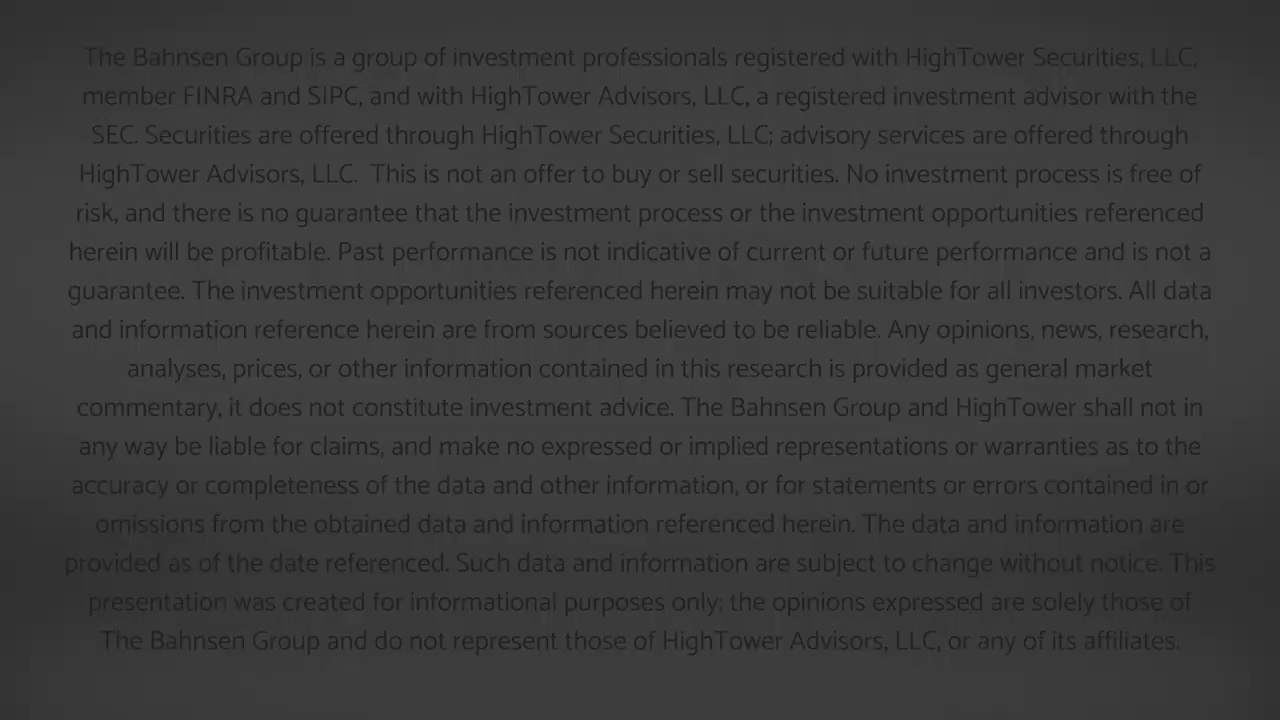 The Bahnsen Group is a group of investment professionals registered with HighTower Securities, LLC,
member FINRA and SIPC, and with HighTower Advisors, LLC, a registered investment advisor with the
SEC. Securities are offered through HighTower Securities, LLC; advisory services are offered through
HighTower Advisors, LLC.  This is not an offer to buy or sell securities. No investment process is free of
risk, and there is no guarantee that the investment process or the investment opportunities referenced
herein will be profitable. Past performance is not indicative of current or future performance and is not a
guarantee. The investment opportunities referenced herein may not be suitable for all investors. All data
and information reference herein are from sources believed to be reliable. Any opinions, news, research,
analyses, prices, or other information contained in this research is provided as general market
commentary, it does not constitute investment advice. The Bahnsen Group and HighTower shall not in
any way be liable for claims, and make no expressed or implied representations or warranties as to the
accuracy or completeness of the data and other information, or for statements or errors contained in or
omissions from the obtained data and information referenced herein. The data and information are
provided as of the date referenced. Such data and information are subject to change without notice. This
presentation was created for informational purposes only; the opinions expressed are solely those of
The Bahnsen Group and do not represent those of HighTower Advisors, LLC, or any of its affiliates.